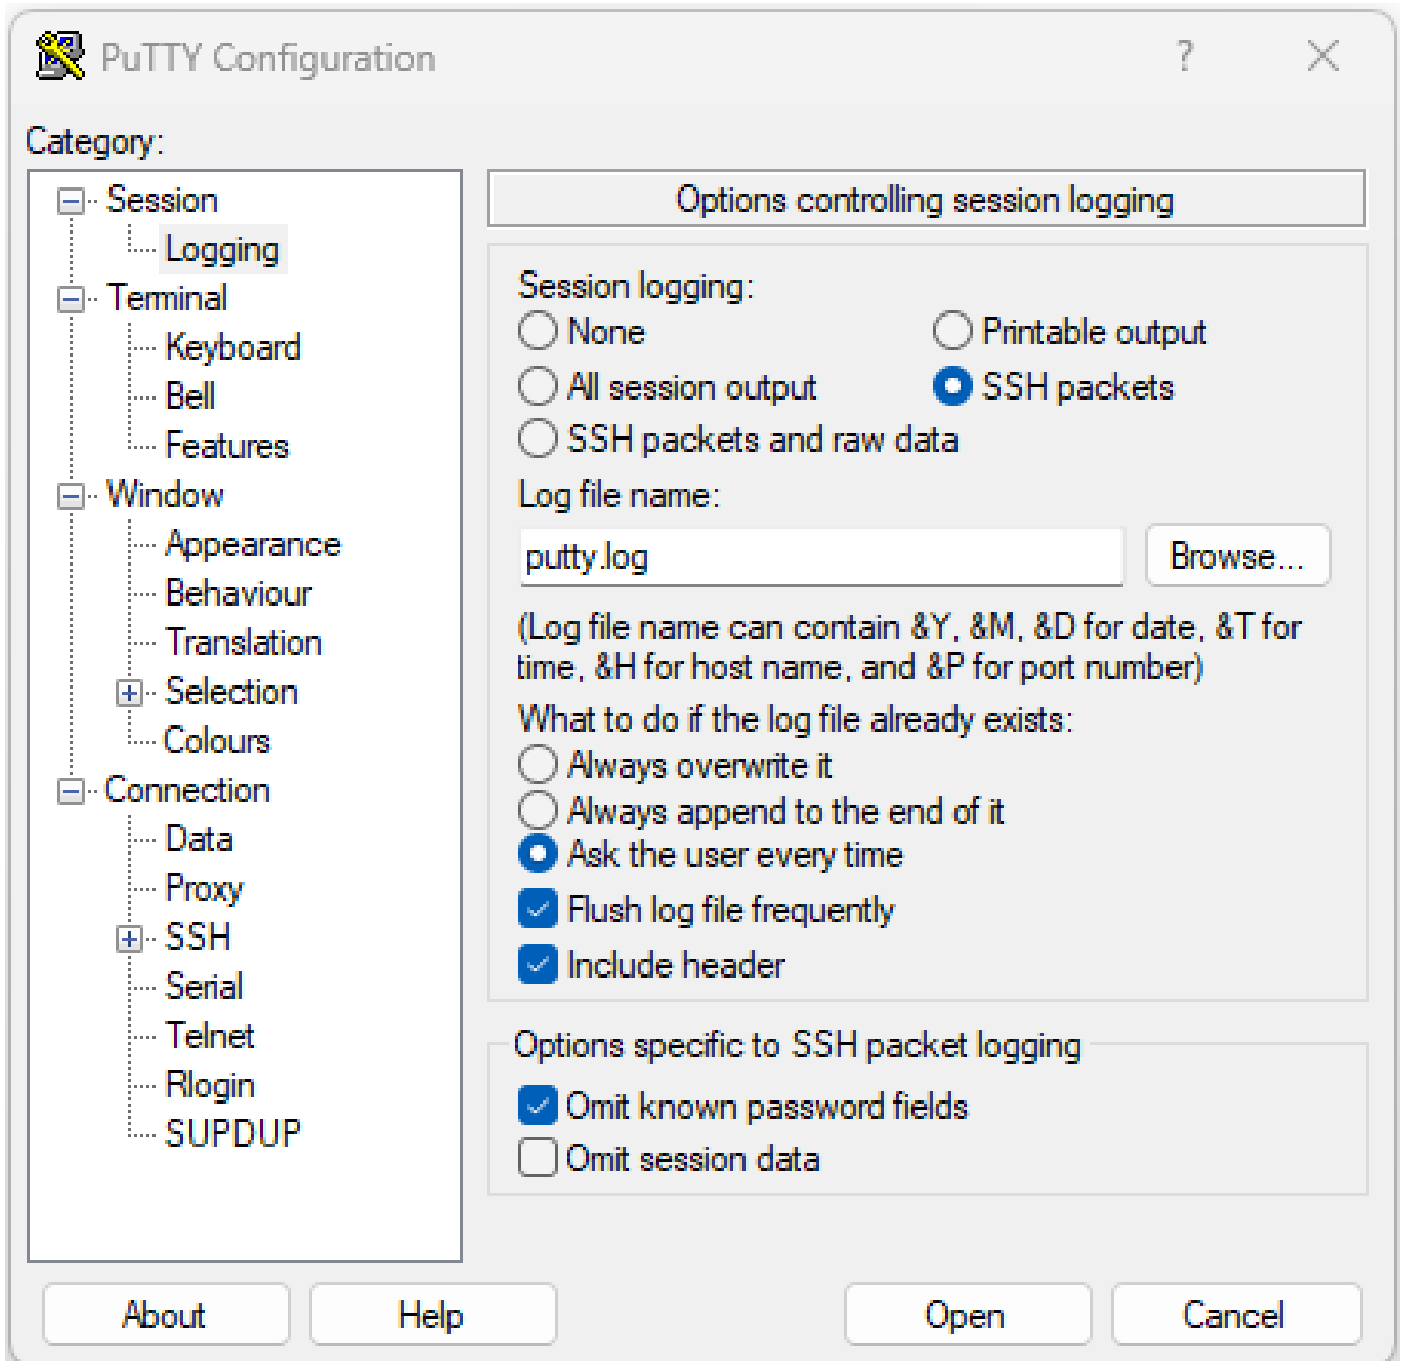 PuTTY Configuration
?
Category:
Session
Logging
Terminal
Keyboard
Bell
Features
Window
Appearance
Behaviour
Translation
Selection
Colours
Connection
Data
Proxy
SSH
Serial
Telnet
Rlogin
SUPDUP
Options controlling session logging
Session logging:
None
Printable output
All session output
SSH packets
SSH packets and raw data
Log file name:
putty.log
Browse...
(Log file name can contain &Y, &M, &D for date, &T for
time, &H for host name, and &P for port number)
What to do if the log file already exists:
Always overwrite it
Always append to the end of it
Ask the user every time
Flush log file frequently
Include header
Options specific to SSH packet logging
Omit known password fields
Omit session data
About
Help
Open
Cancel